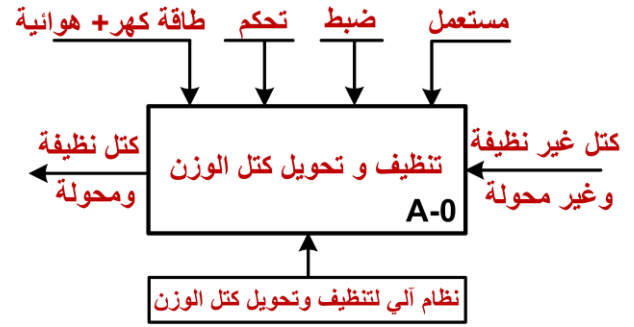 مستعمل
ضبط
تحكم
طاقة كهر+ هوائية
كتل غير نظيفة
وغير محولة
تنظيف و تحويل كتل الوزن
A-0
كتل نظيفة
ومحولة
نظام آلي لتنظيف وتحويل كتل الوزن